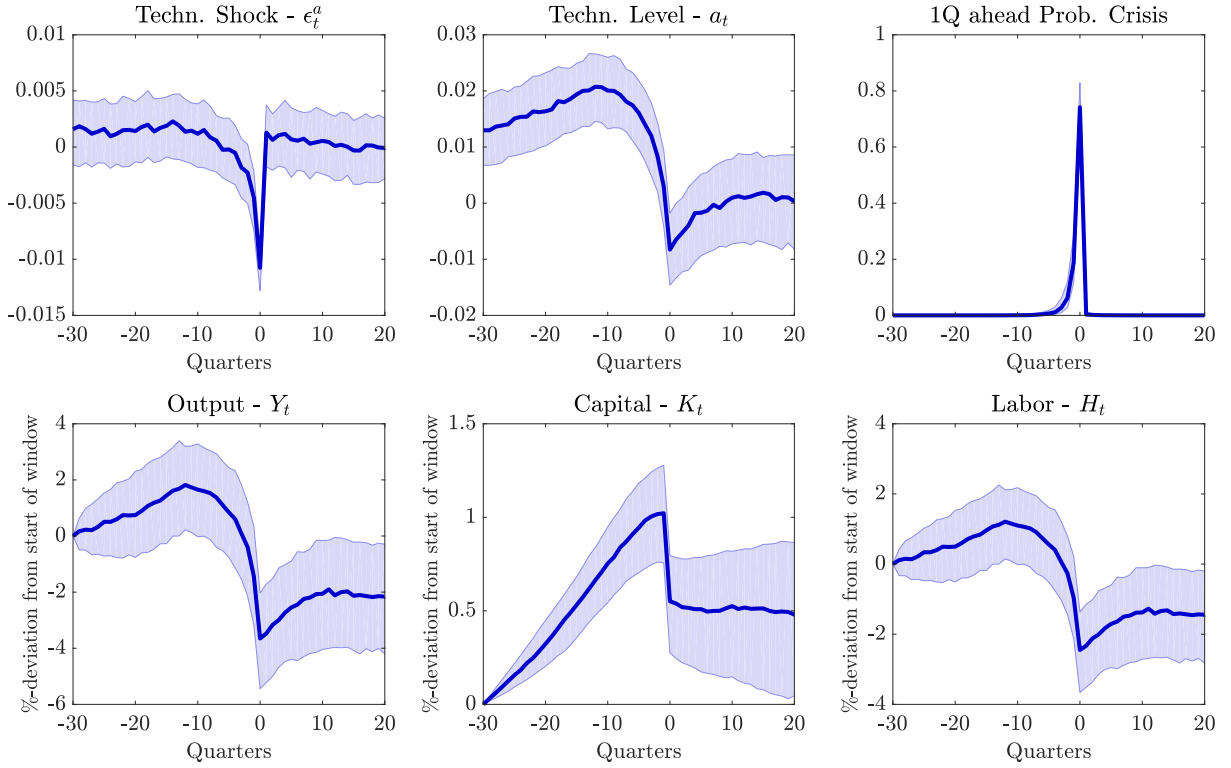 Techn. Shock - ϵ_t^a
0.01
0.005
0
-0.005
-0.01
-0.015
-30 -20 -10 0 10 20
Quarters
Techn. Level - a_t
0.03
0.02
0.01
0
-0.01
-0.02
-30 -20 -10 0 10 20
Quarters
1Q ahead Prob. Crisis
1
0.8
0.6
0.4
0.2
0
-30 -20 -10 0 10 20
Quarters
Output - Y_t
%-deviation from start of window
4
2
0
-2
-4
-6
-30 -20 -10 0 10 20
Quarters
Capital - K_t
%-deviation from start of window
1.5
1
0.5
0
-30 -20 -10 0 10 20
Quarters
Labor - H_t
%-deviation from start of window
4
2
0
-2
-4
-30 -20 -10 0 10 20
Quarters